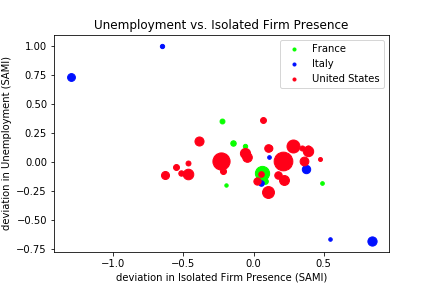 Unemployment vs. Isolated Firm Presence
deviation in Unemployment (SAMI)
1.00
0.75
0.50
0.25
0.00
−0.25
−0.50
−0.75
France
Italy
United States
−1.0 −0.5 0.0 0.5
deviation in Isolated Firm Presence (SAMI)